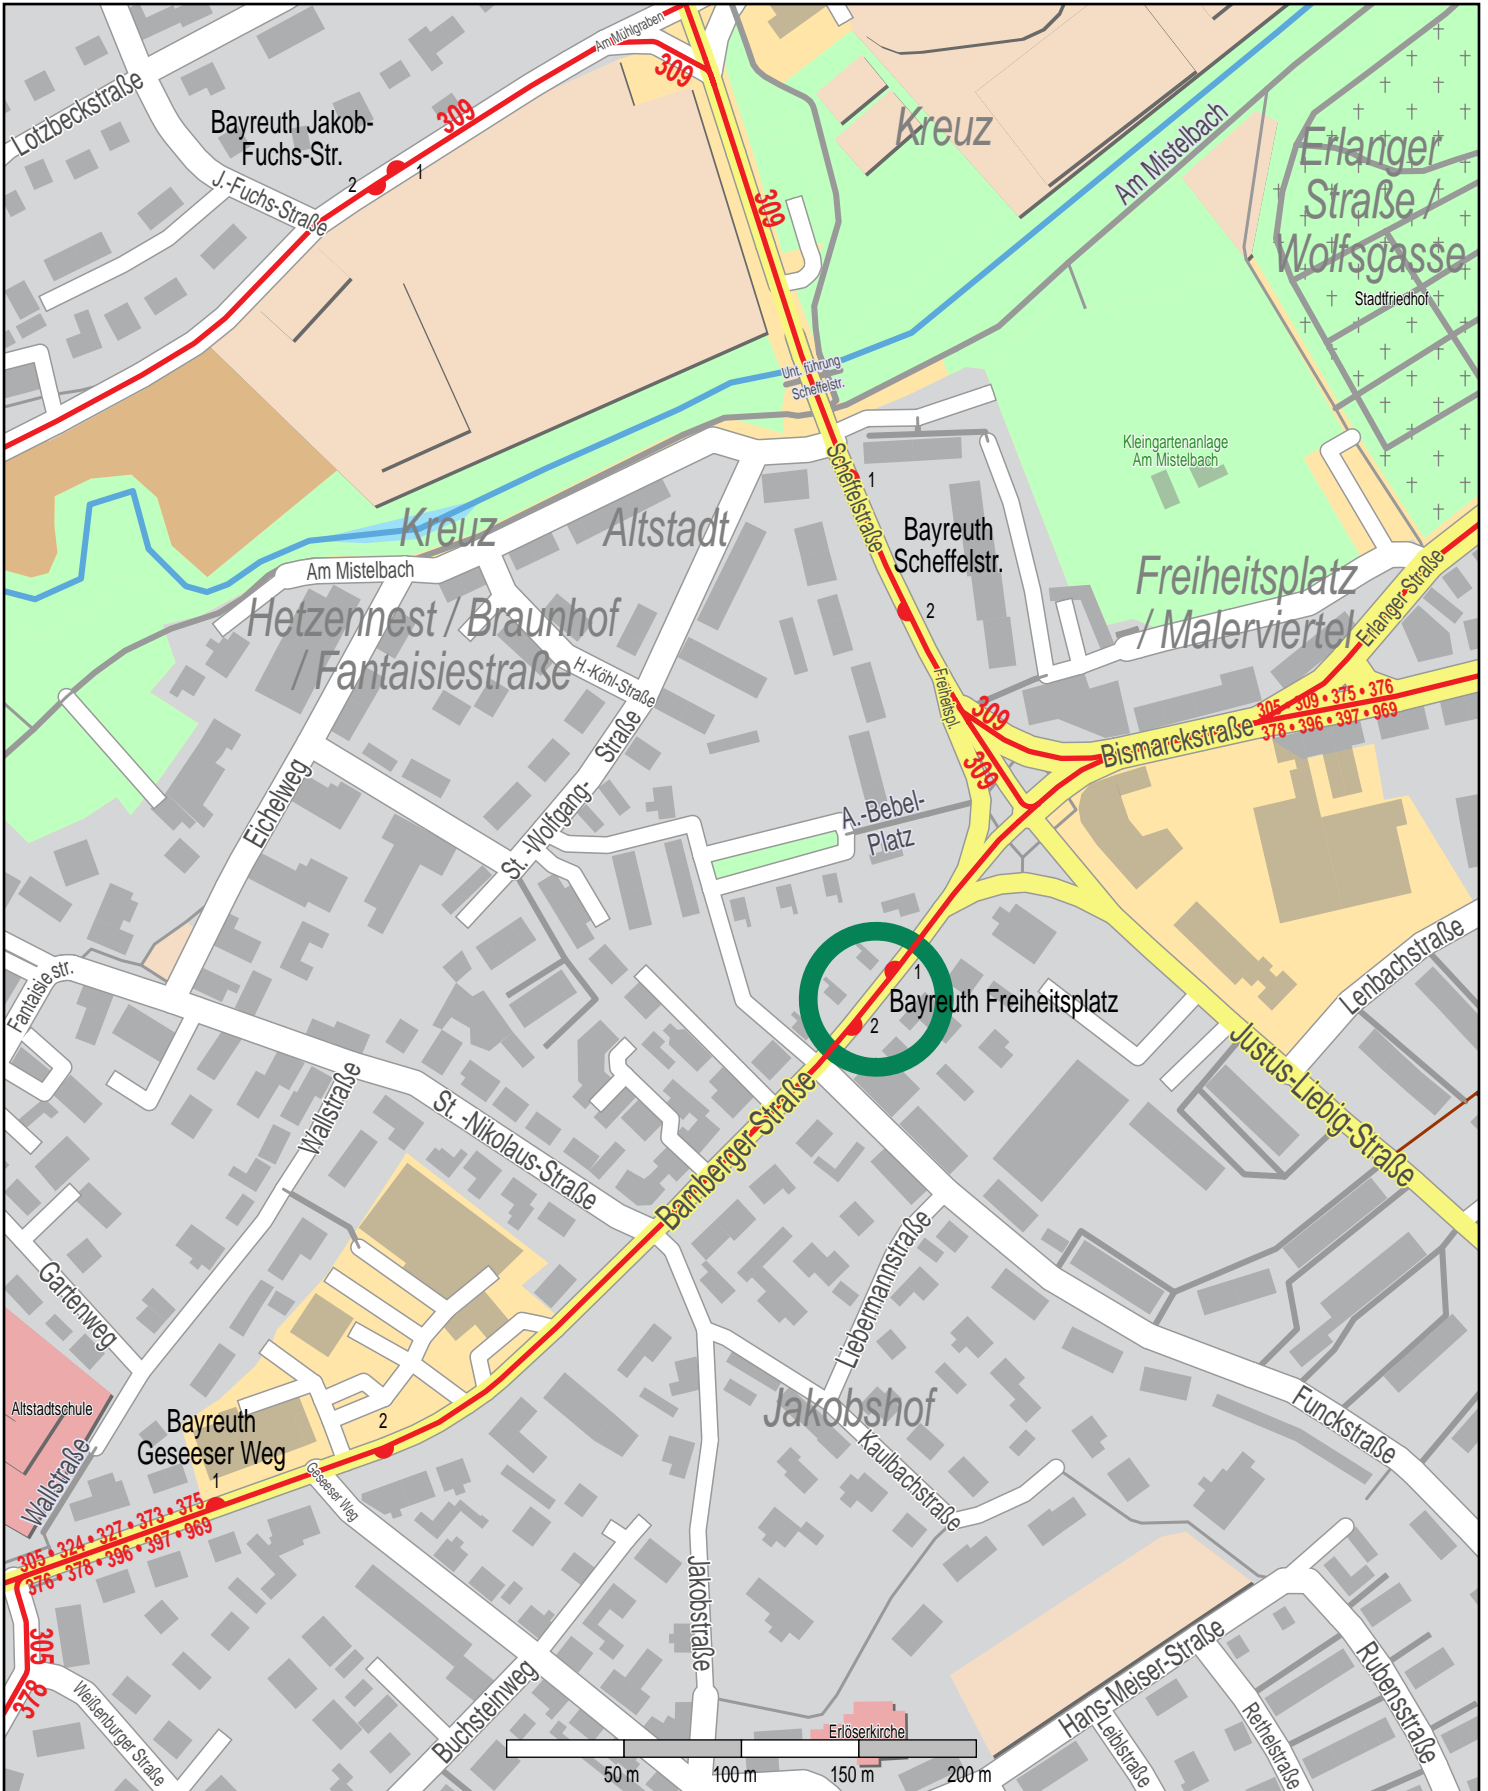 Am Mühlgraben
309
Lotzbeckstraße
Bayreuth Jakob-
Fuchs-Str.
309
1
2
J.-Fuchs-Straße
Kreuz
Am Mistelbach
Erlanger
Straße /
Wolfsgasse
Stadtfriedhof
309
Unt. führung
Scheffelstr.
Kleingartenanlage
Am Mistelbach
Scheffelstraße
1
Kreuz
Altstadt
Bayreuth
Scheffelstr.
2
Am Mistelbach
Hetzennest / Braunhof
/ Fantaisiestraße
Freiheitsplatz
/ Malerviertel
Erlanger Straße
H.-Köhl-Straße
Freiheitspl.
309
309
305 • 309 • 375 • 376
378 • 396 • 397 • 969
Bismarckstraße
Eichelweg
St. -Wolfgang- Straße
A.-Bebel-
Platz
Fantaisie str.
1
Bayreuth Freiheitsplatz
2
Lenbachstraße
Justus-Liebig-Straße
Wallstraße
St. -Nikolaus-Straße
Bamberger Straße
Gartenweg
Liebermannstraße
Altstadtschule
Wallstraße
Bayreuth
Geseeser Weg
1
2
Geseeser Weg
Jakobshof
Kaulbachstraße
Funckstraße
305 • 324 • 327 • 373 • 375
376 • 378 • 396 • 397 • 969
305
378
Weißenburger Straße
Buchsteinweg
Jakobstraße
Erlöserkirche
Hans-Meiser-Straße
Leiblstraße
Rethelstraße
Rubensstraße
50 m
100 m
150 m
200 m